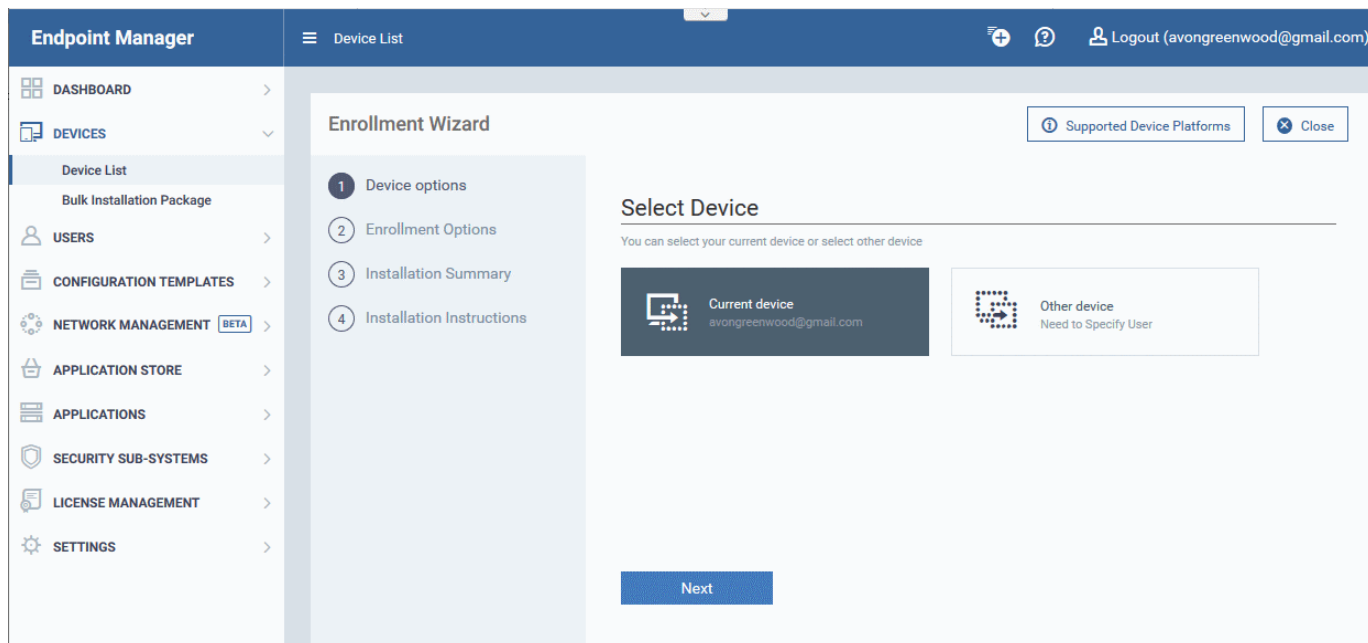 Endpoint Manager
Device List
Logout (avongreenwood@gmail.com)
DASHBOARD
DEVICES
Device List
Bulk Installation Package
USERS
CONFIGURATION TEMPLATES
NETWORK MANAGEMENT BETA
APPLICATION STORE
APPLICATIONS
SECURITY SUB-SYSTEMS
LICENSE MANAGEMENT
SETTINGS
Enrollment Wizard
Supported Device Platforms
Close
1 Device options
2 Enrollment Options
3 Installation Summary
4 Installation Instructions
Select Device
You can select your current device or select other device
Current device
avongreenwood@gmail.com
Other device
Need to Specify User
Next